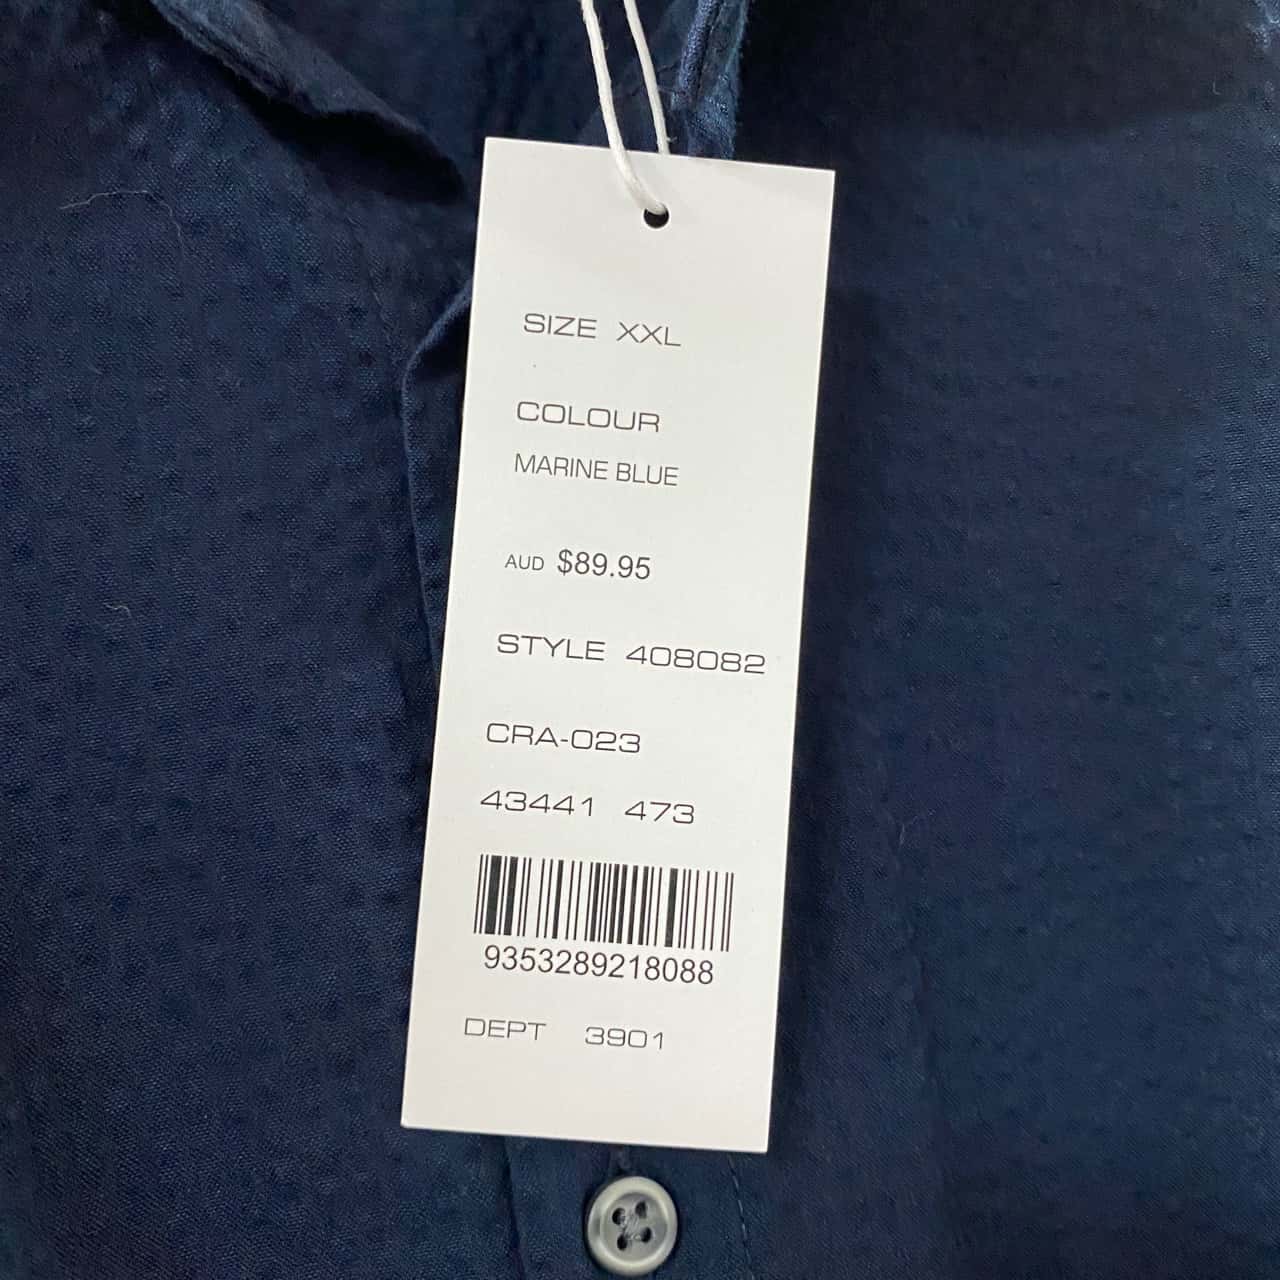 SIZE XXL
COLOUR
MARINE BLUE
AUD $89.95
STYLE 408082
CRA-023
43441 473
9353289218088
DEPT 3901